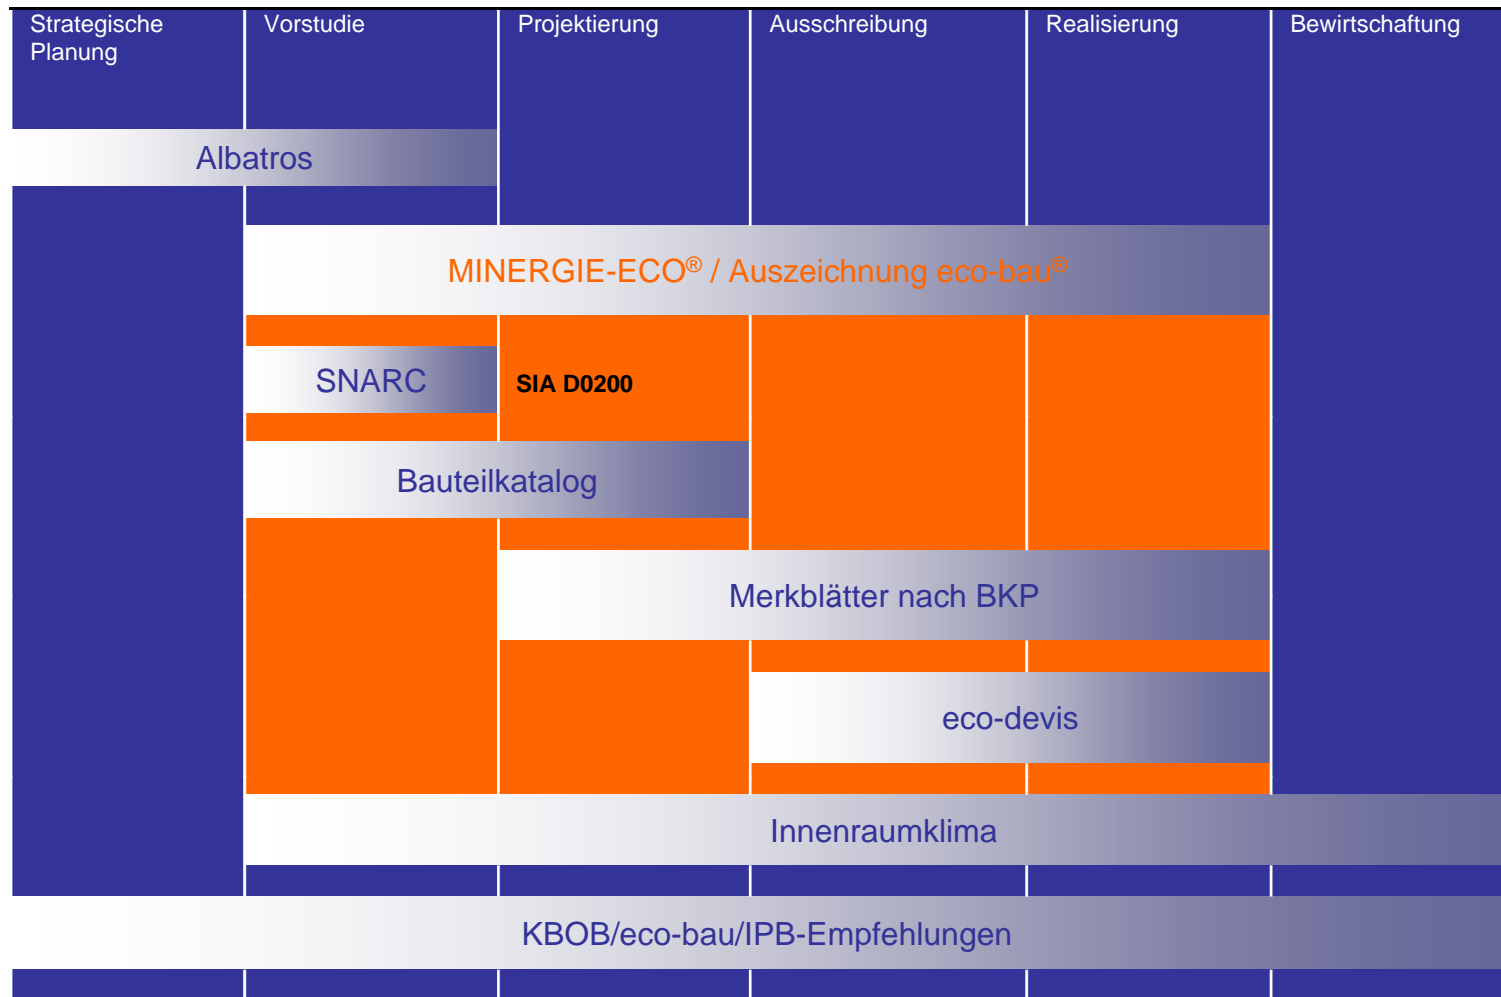 Strategische
Planung
Vorstudie
Projektierung
Ausschreibung
Realisierung
Bewirtschaftung
Albatros
MINERGIE-ECO® / Auszeichnung eco-bau®
SNARC
SIA D0200
Bauteilkatalog
Merkblätter nach BKP
eco-devis
Innenraumklima
KBOB/eco-bau/IPB-Empfehlungen